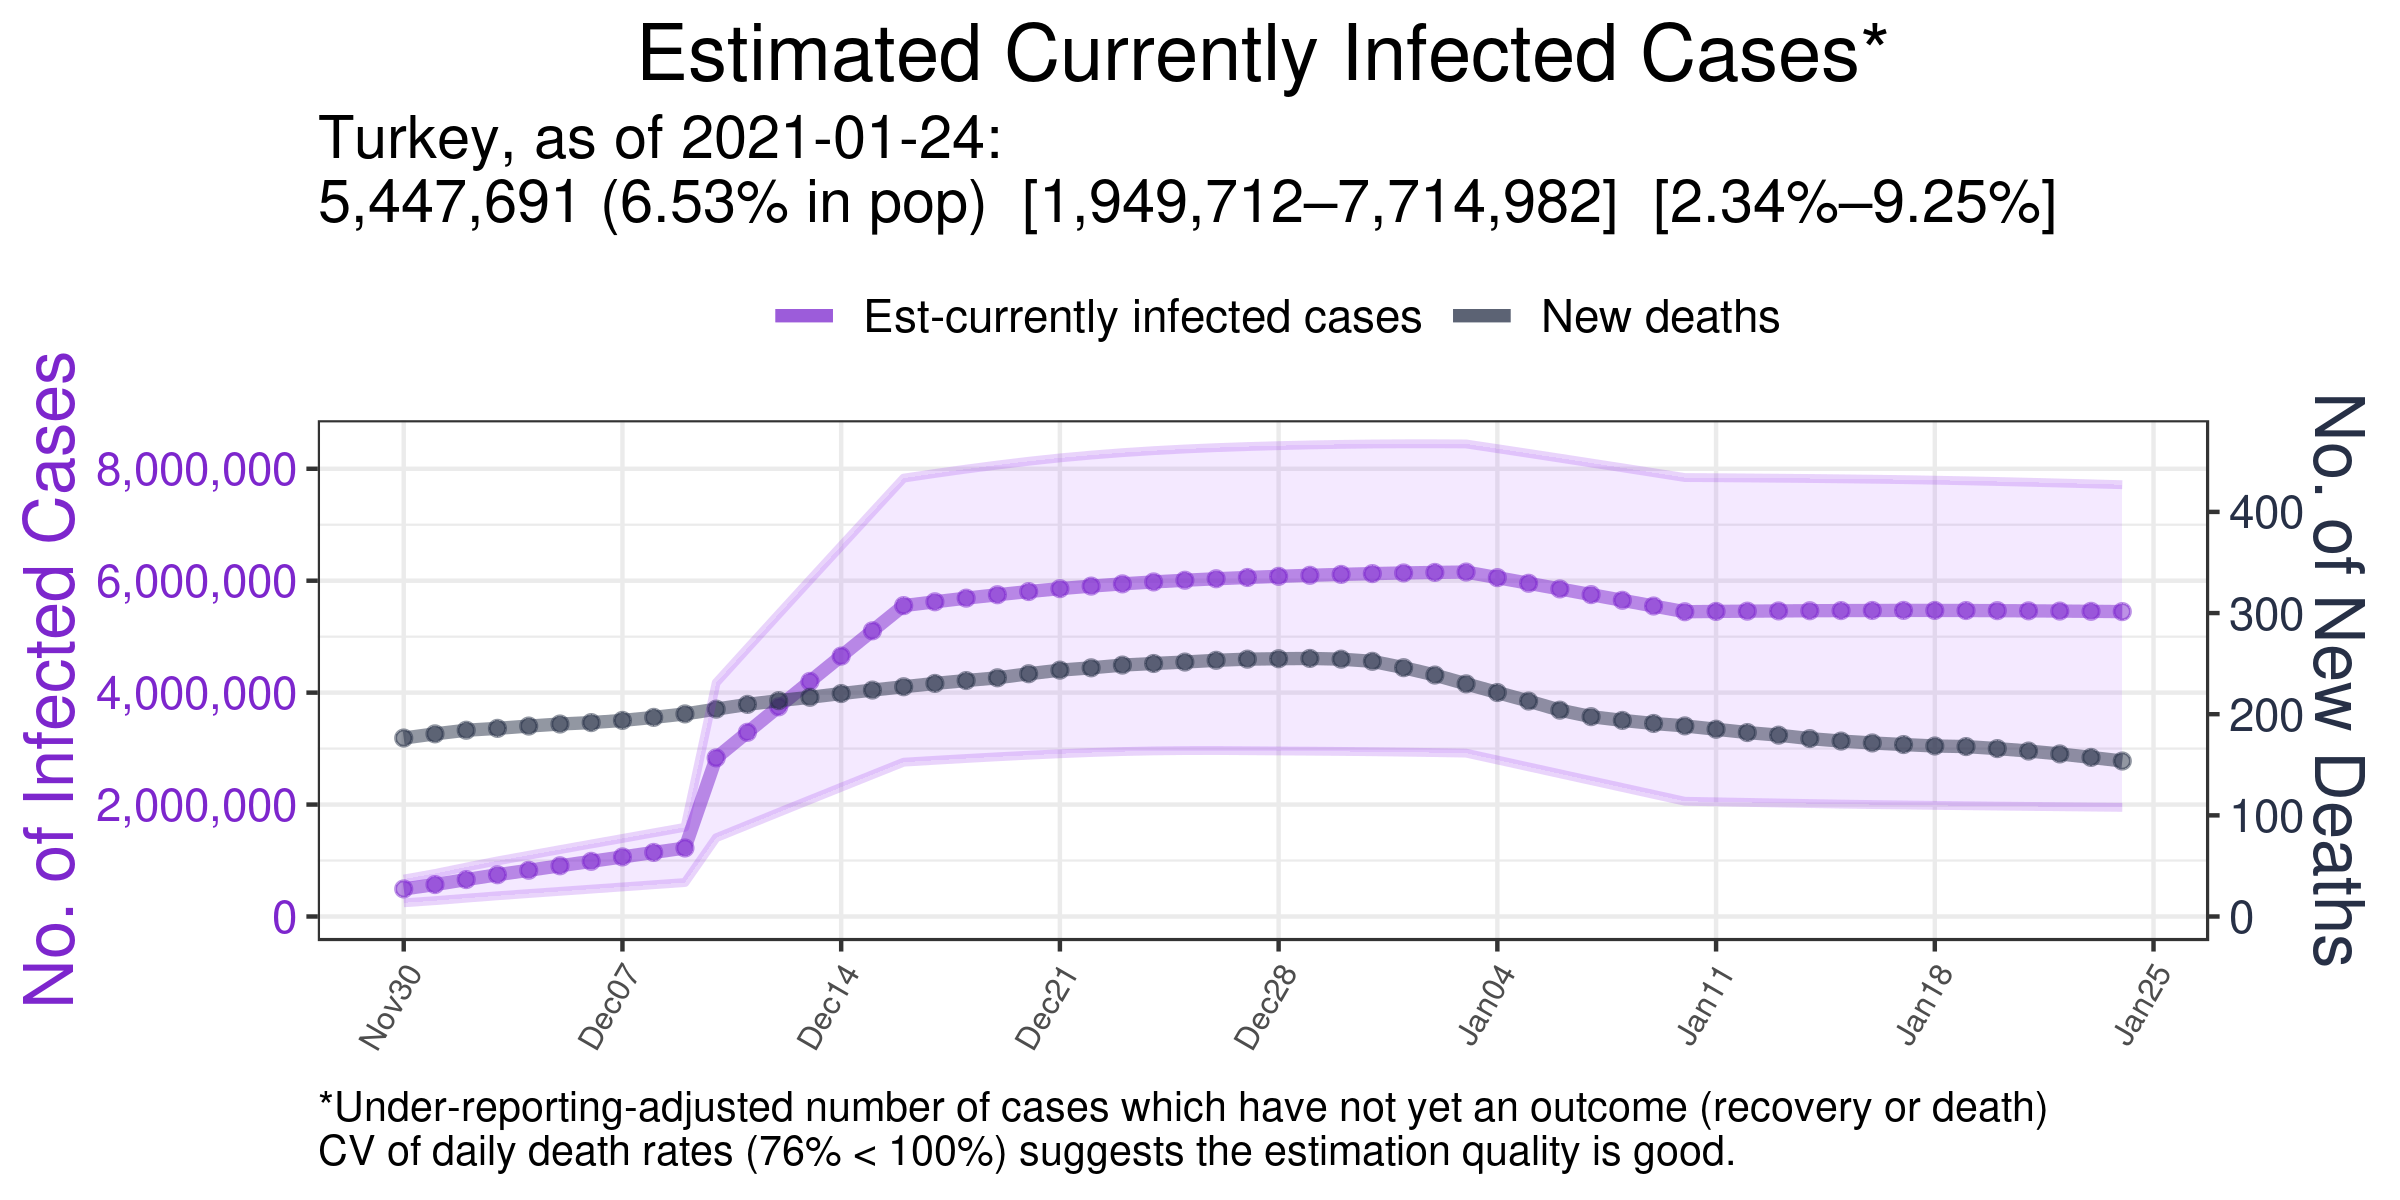 Estimated Currently Infected Cases*
Turkey, as of 2021-01-24:
5,447,691 (6.53% in pop)  [1,949,712–7,714,982]  [2.34%–9.25%]
Est-currently infected cases
New deaths
No. of Infected Cases
8,000,000
6,000,000
4,000,000
2,000,000
0
400
300
200
100
0
No. of New Deaths
Nov30
Dec07
Dec14
Dec21
Dec28
Jan04
Jan11
Jan18
Jan25
*Under-reporting-adjusted number of cases which have not yet an outcome (recovery or death)
CV of daily death rates (76% < 100%) suggests the estimation quality is good.